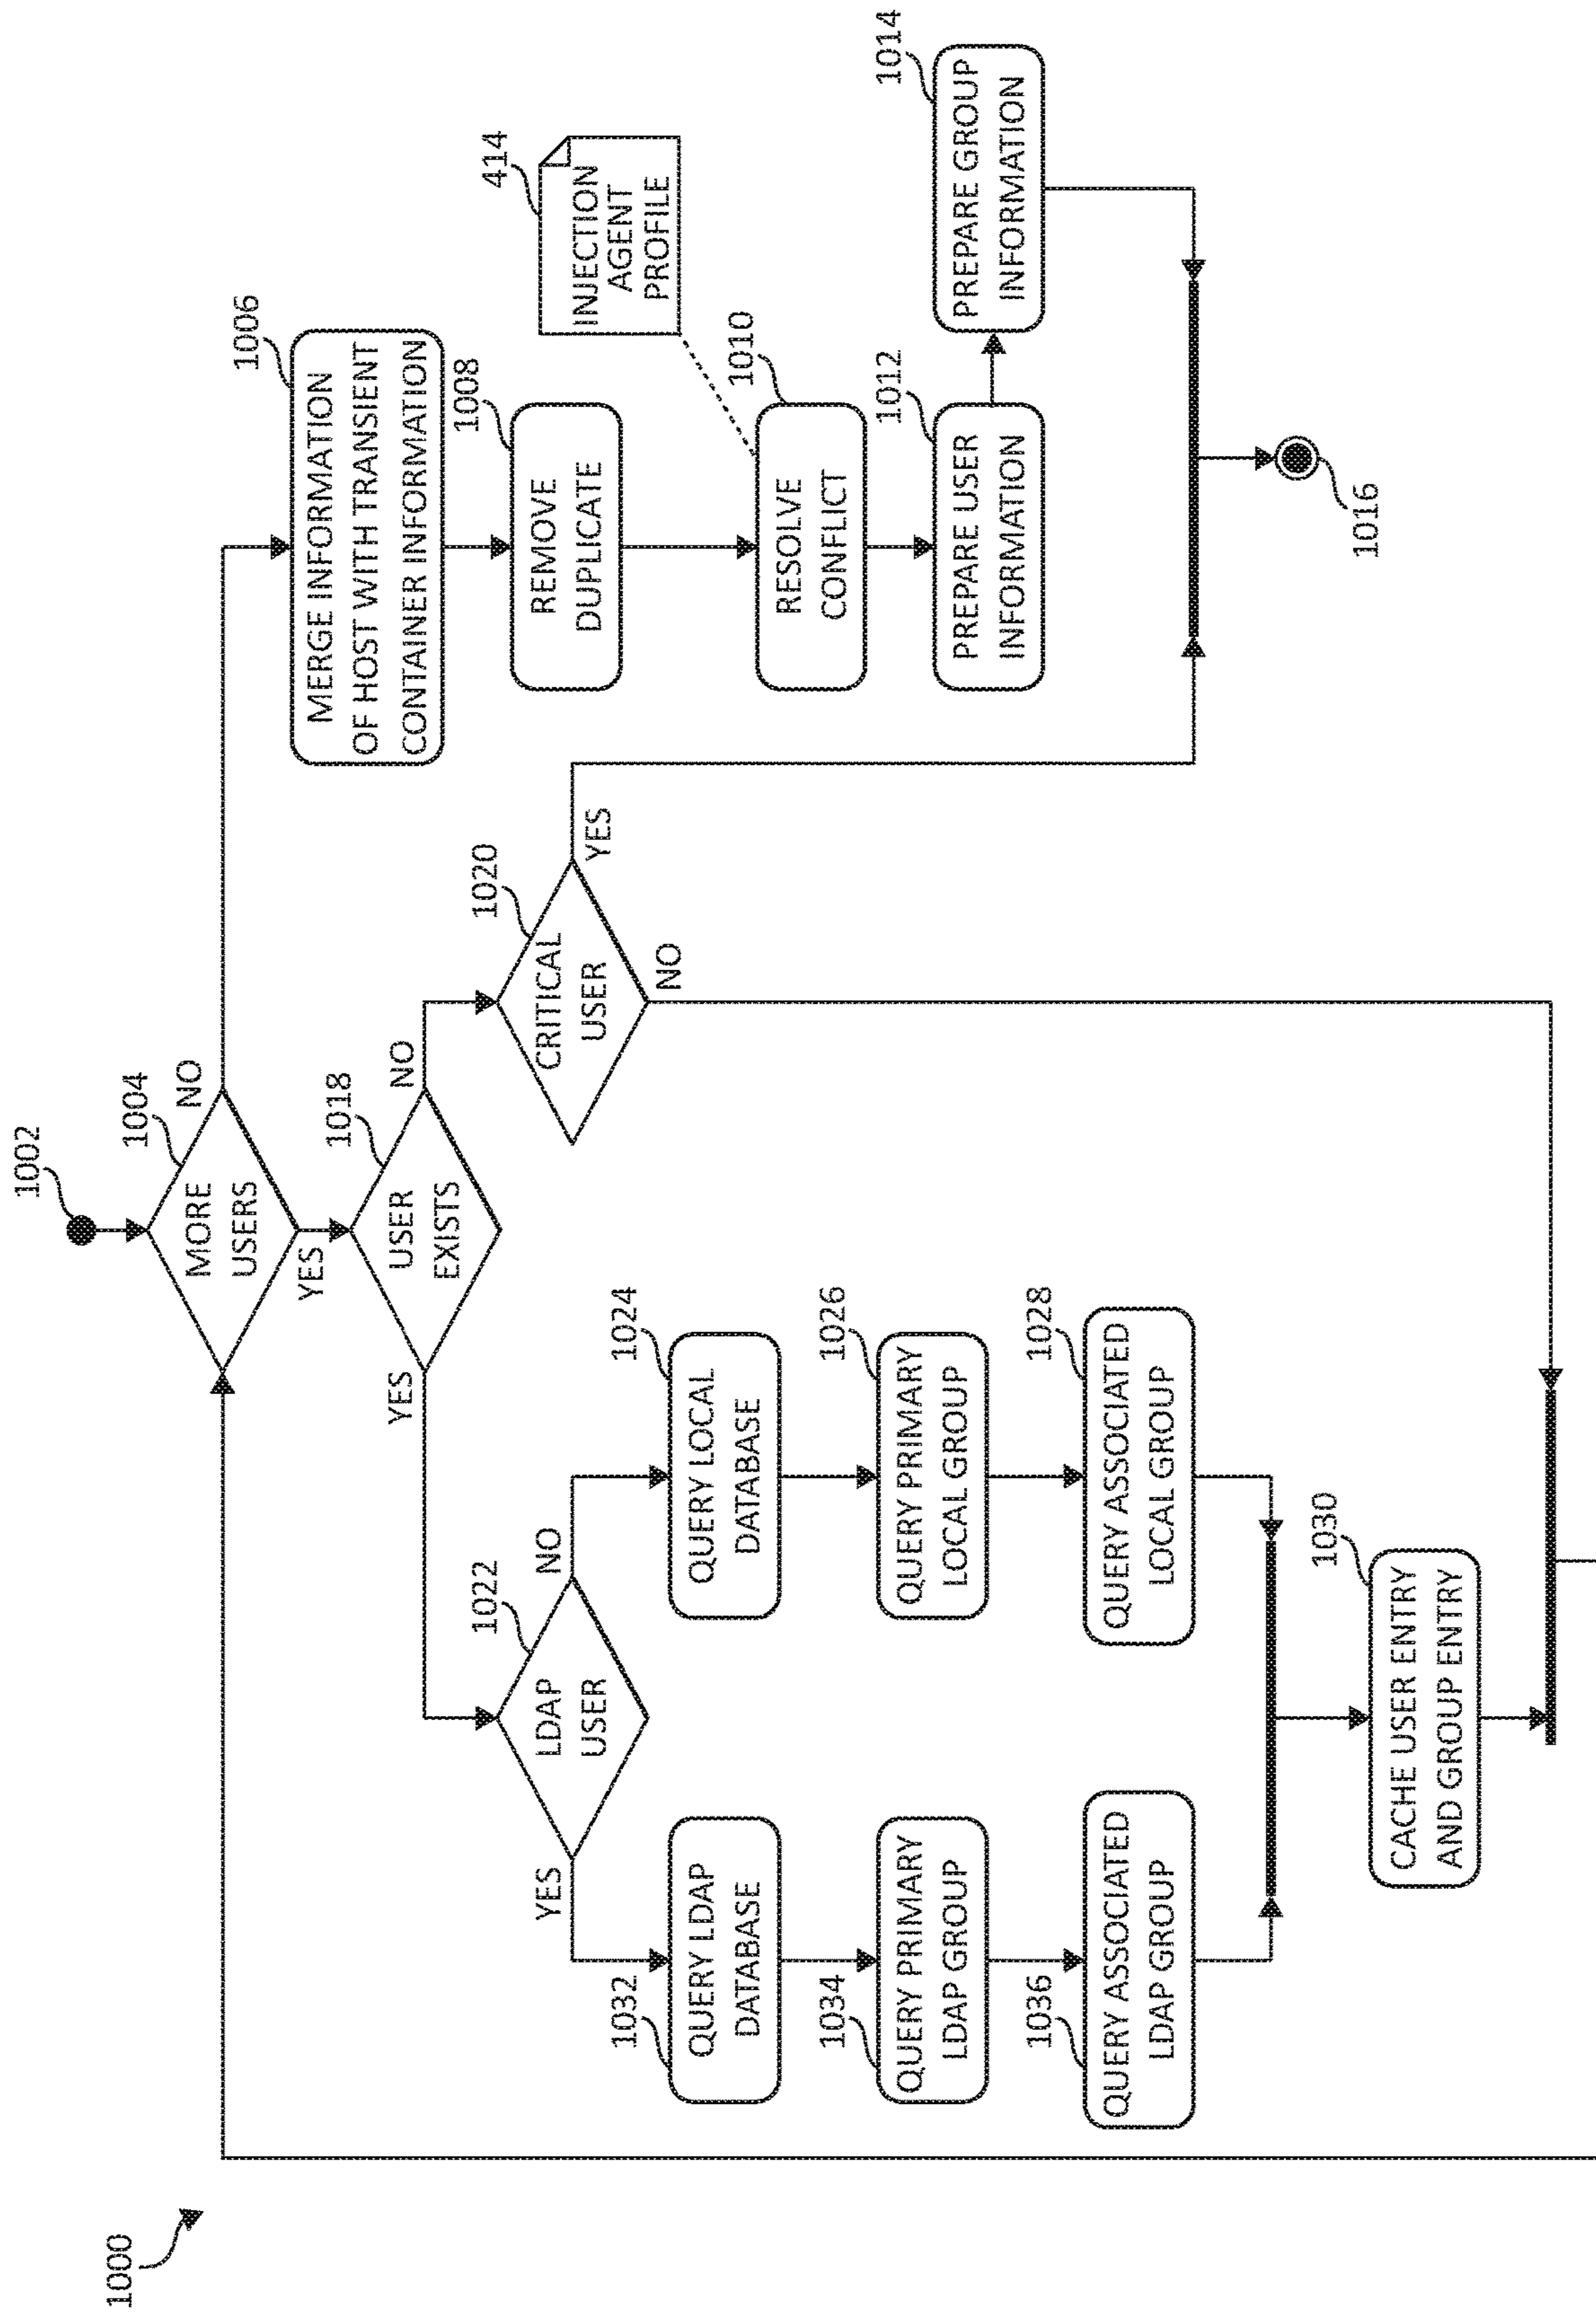 1000
1002
1004
MORE
USERS
NO
YES
1006
MERGE INFORMATION
OF HOST WITH TRANSIENT
CONTAINER INFORMATION
1008
REMOVE
DUPLICATE
414
INJECTION
AGENT
PROFILE
1010
RESOLVE
CONFLICT
1012
PREPARE USER
INFORMATION
1014
PREPARE GROUP
INFORMATION
1016
1018
USER
EXISTS
NO
YES
1020
CRITICAL
USER
YES
NO
1022
LDAP
USER
NO
YES
1024
QUERY LOCAL
DATABASE
1026
QUERY PRIMARY
LOCAL GROUP
1028
QUERY ASSOCIATED
LOCAL GROUP
1032
QUERY LDAP
DATABASE
1034
QUERY PRIMARY
LDAP GROUP
1036
QUERY ASSOCIATED
LDAP GROUP
1030
CACHE USER ENTRY
AND GROUP ENTRY